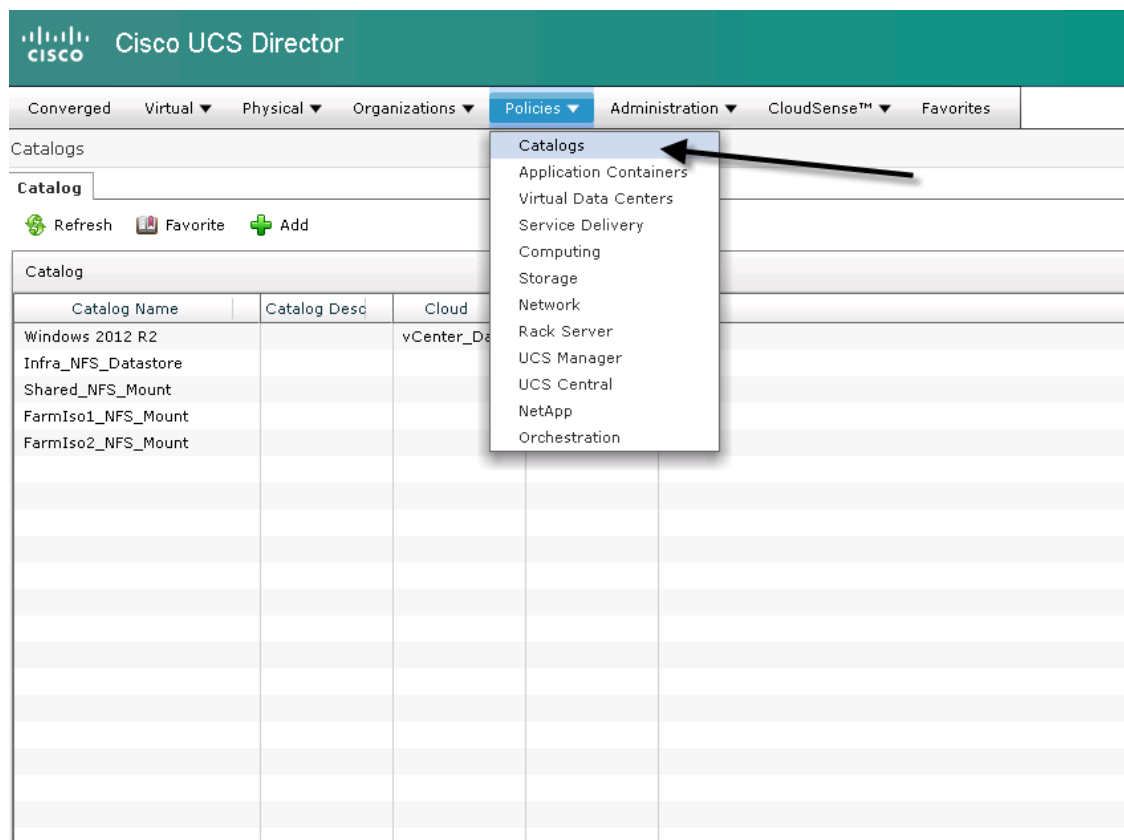 CISCO Cisco UCS Director
Converged Virtual ▼ Physical ▼ Organizations ▼ Policies ▼ Administration ▼ CloudSense™ ▼ Favorites
Catalogs
Catalog
Refresh Favorite Add
Catalog
Catalog Name Catalog Desc Cloud
Windows 2012 R2 vCenter_Da
Infra_NFS_Datastore
Shared_NFS_Mount
FarmIso1_NFS_Mount
FarmIso2_NFS_Mount
Catalogs
Application Containers
Virtual Data Centers
Service Delivery
Computing
Storage
Network
Rack Server
UCS Manager
UCS Central
NetApp
Orchestration